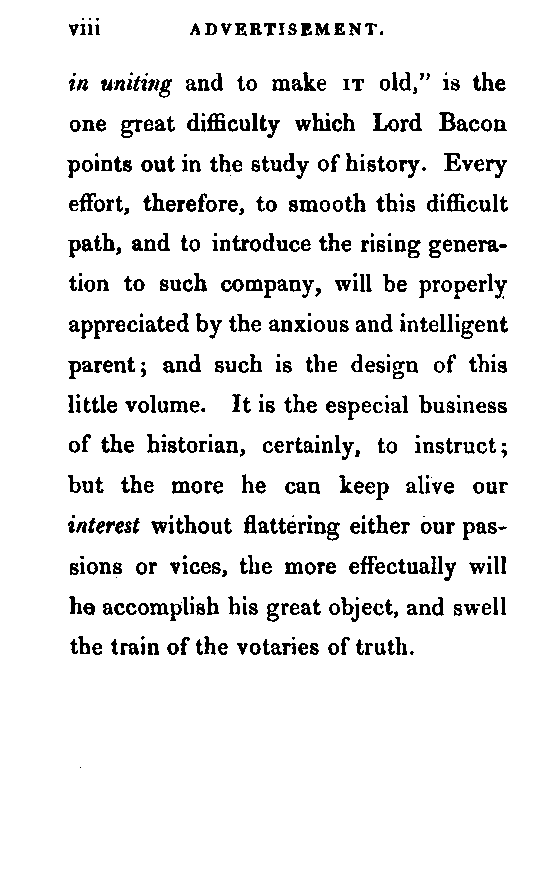 viii ADVERTISEMENT.
in uniting and to make IT old,” is the
one great difficulty which Lord Bacon
points out in the study of history. Every
effort, therefore, to smooth this difficult
path, and to introduce the rising genera-
tion to such company, will be properly
appreciated by the anxious and intelligent
parent; and such is the design of this
little volume. It is the especial business
of the historian, certainly, to instruct;
but the more he can keep alive our
interest without flattering either our pas-
sions or vices, the more effectually will
he accomplish his great object, and swell
the train of the votaries of truth.